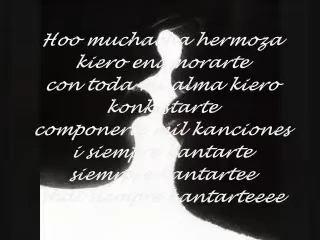 Hoo muchacha hermoza
kiero enamorarte
con toda mi alma kiero
konkistarte
componerte mil kanciones
i siempre kantarte
siempre kantartee
siempre kantarteeee